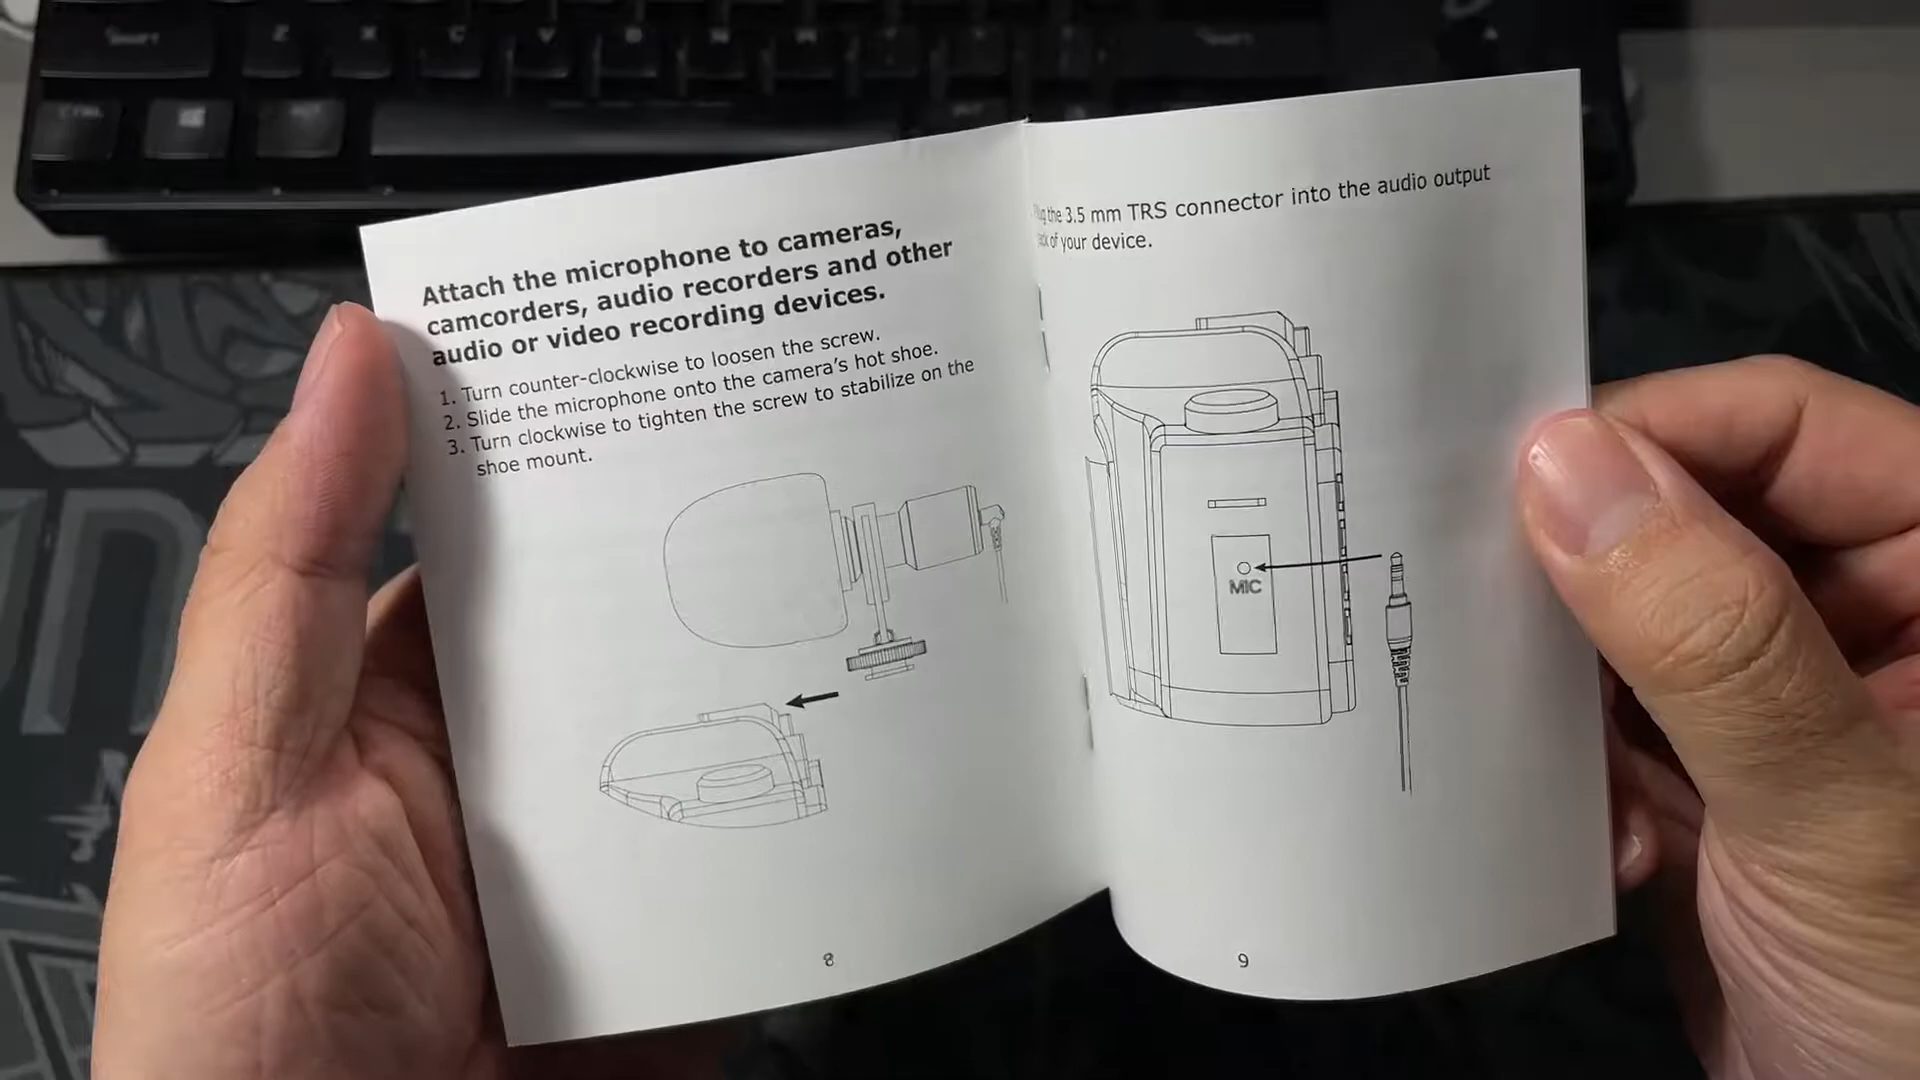 Attach the microphone to cameras,
camcorders, audio recorders and other
audio or video recording devices.
1. Turn counter-clockwise to loosen the screw.
2. Slide the microphone onto the camera's hot shoe.
3. Turn clockwise to tighten the screw to stabilize on the
shoe mount.
8
the 3.5 mm TRS connector into the audio output
of your device.
MIC
9